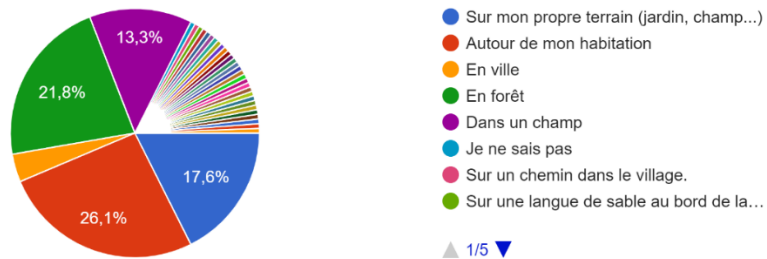 13,3%
21,8%
17,6%
26,1%
Sur mon propre terrain (jardin, champ...)
Autour de mon habitation
En ville
En forêt
Dans un champ
Je ne sais pas
Sur un chemin dans le village.
Sur une langue de sable au bord de la…
1/5